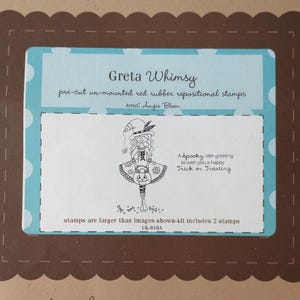 Greta Whimsy
pre-cut un-mounted red rubber repositional stamps
Artist: Angie Blom
A spooky little greeting
to wish you a happy
Trick or Treating
stamps are larger than images shown-kit includes 2 stamps